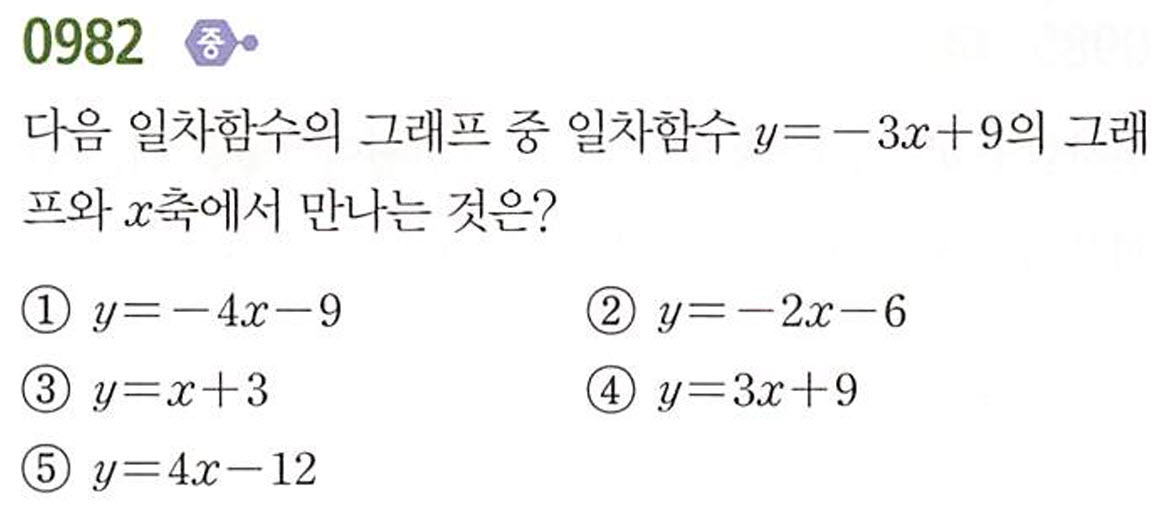 0982 중
다음 일차함수의 그래프 중 일차함수 y=-3x+9의 그래
프와 x축에서 만나는 것은?
① y=-4x-9 ② y=-2x-6
③ y=x+3 ④ y=3x+9
⑤ y=4x-12